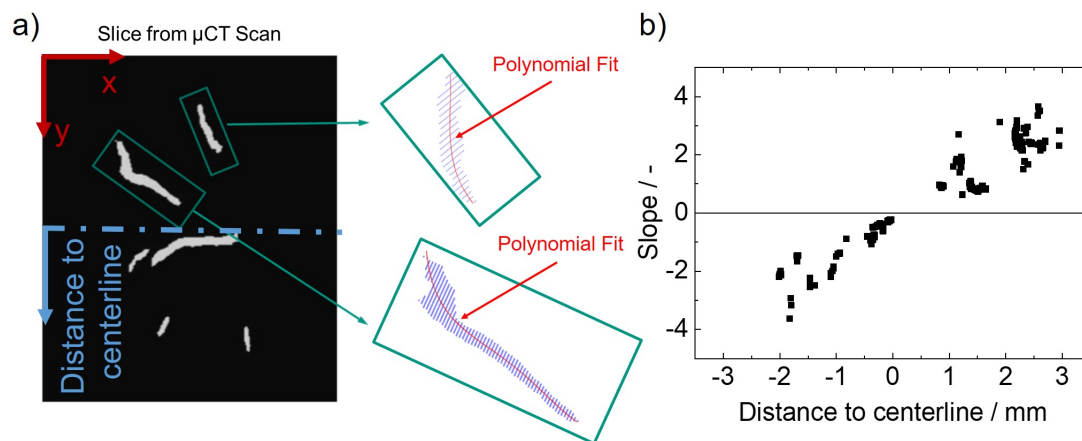 a)
Slice from µCT Scan
x
y
Distance to
centerline
Polynomial Fit
Polynomial Fit
b)
Slope / -
4
2
0
-2
-4
-3
-2
-1
0
1
2
3
Distance to centerline / mm